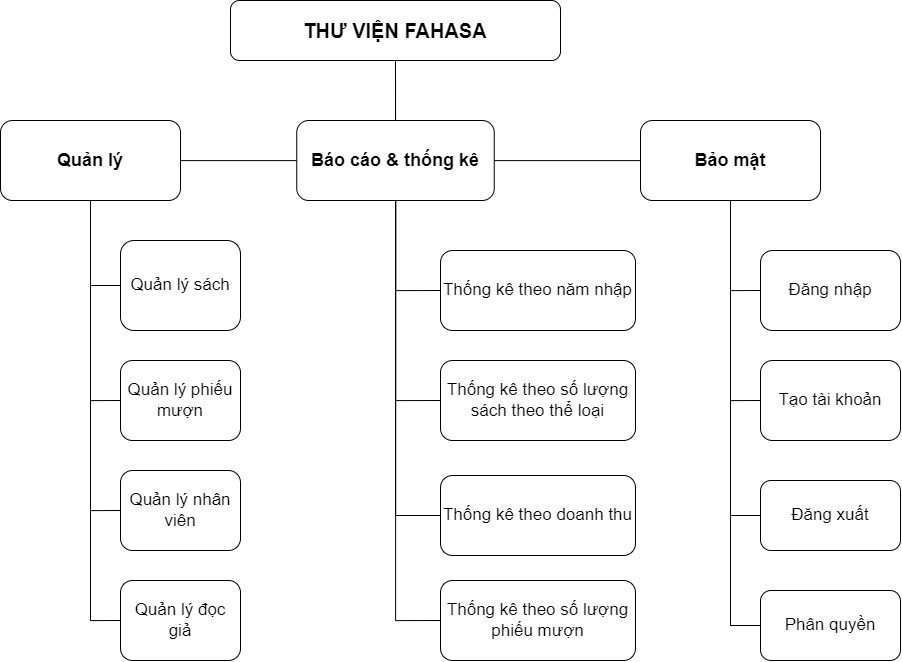 THƯ VIỆN FAHASA
Quản lý
Báo cáo & thống kê
Bảo mật
Quản lý sách
Quản lý phiếu
mượn
Quản lý nhân
viên
Quản lý đọc
giả
Thống kê theo năm nhập
Thống kê theo số lượng
sách theo thể loại
Thống kê theo doanh thu
Thống kê theo số lượng
phiếu mượn
Đăng nhập
Tạo tài khoản
Đăng xuất
Phân quyền